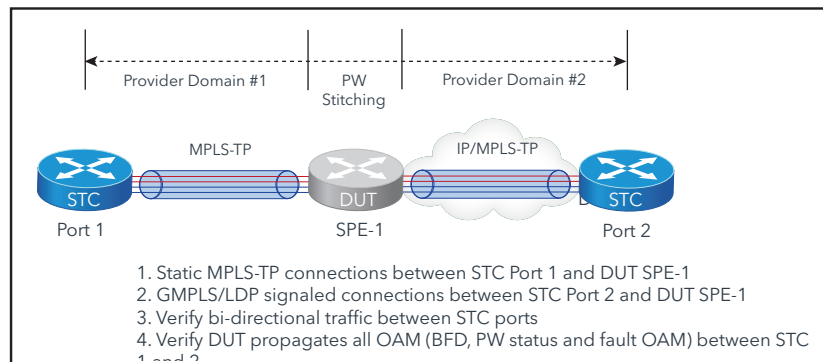 Provider Domain #1
PW
Stitching
Provider Domain #2
MPLS-TP
IP/MPLS-TP
STC
DUT
D
STC
Port 1
SPE-1
Port 2
1. Static MPLS-TP connections between STC Port 1 and DUT SPE-1
2. GMPLS/LDP signaled connections between STC Port 2 and DUT SPE-1
3. Verify bi-directional traffic between STC ports
4. Verify DUT propagates all OAM (BFD, PW status and fault OAM) between STC
1 and 2